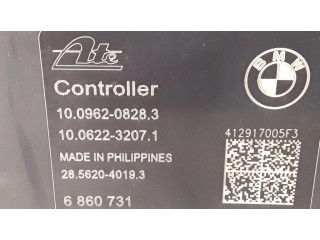 Ate
BMW
Controller
10.0962-0828.3
10.0622-3207.1
412917005F3
MADE IN PHILIPPINES
28.5620-4019.3
6 860 731